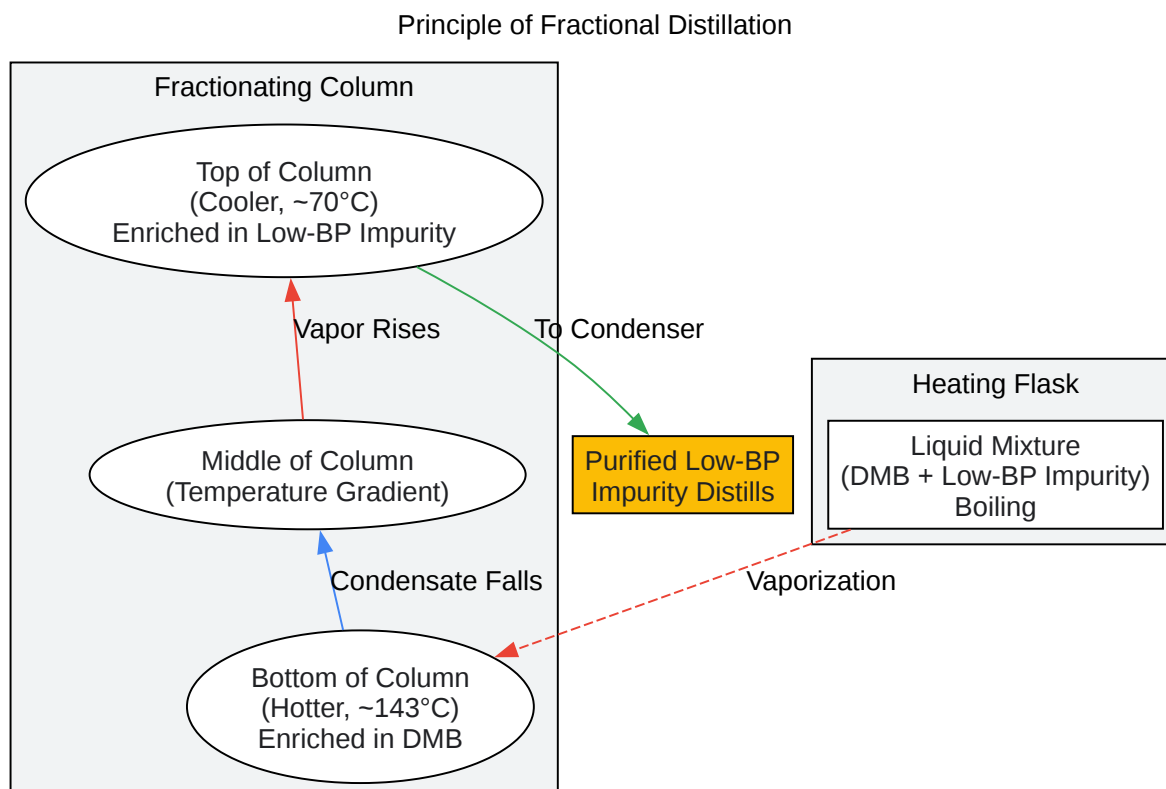 Principle of Fractional Distillation
Fractionating Column
Top of Column
(Cooler, ~70°C)
Enriched in Low-BP Impurity
Vapor Rises
To Condenser
Heating Flask
Liquid Mixture
(DMB + Low-BP Impurity)
Boiling
Middle of Column
(Temperature Gradient)
Purified Low-BP
Impurity Distills
Condensate Falls
Vaporization
Bottom of Column
(Hotter, ~143°C)
Enriched in DMB